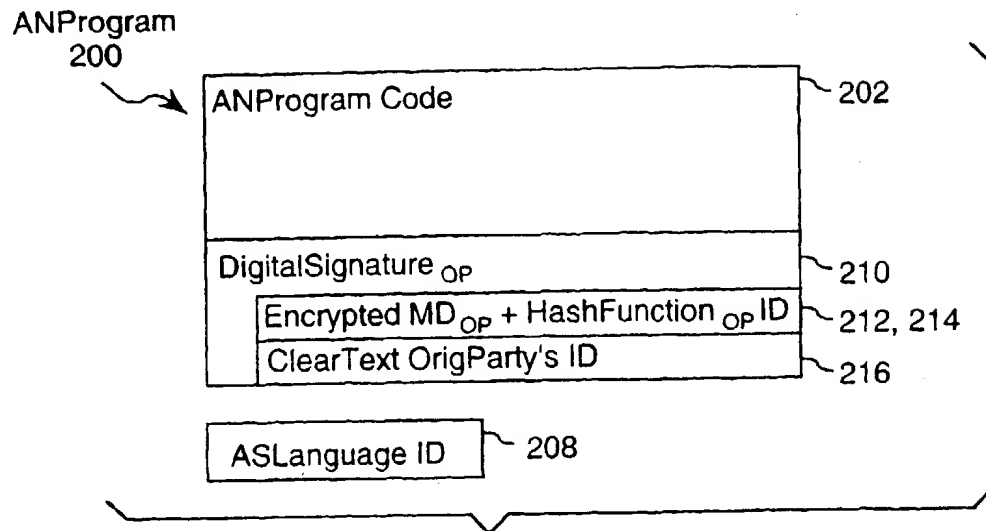 ANProgram
200
ANProgram Code
202
DigitalSignature OP
210
Encrypted MD OP + HashFunction OP ID
212, 214
ClearText OrigParty's ID
216
ASLanguage ID
208